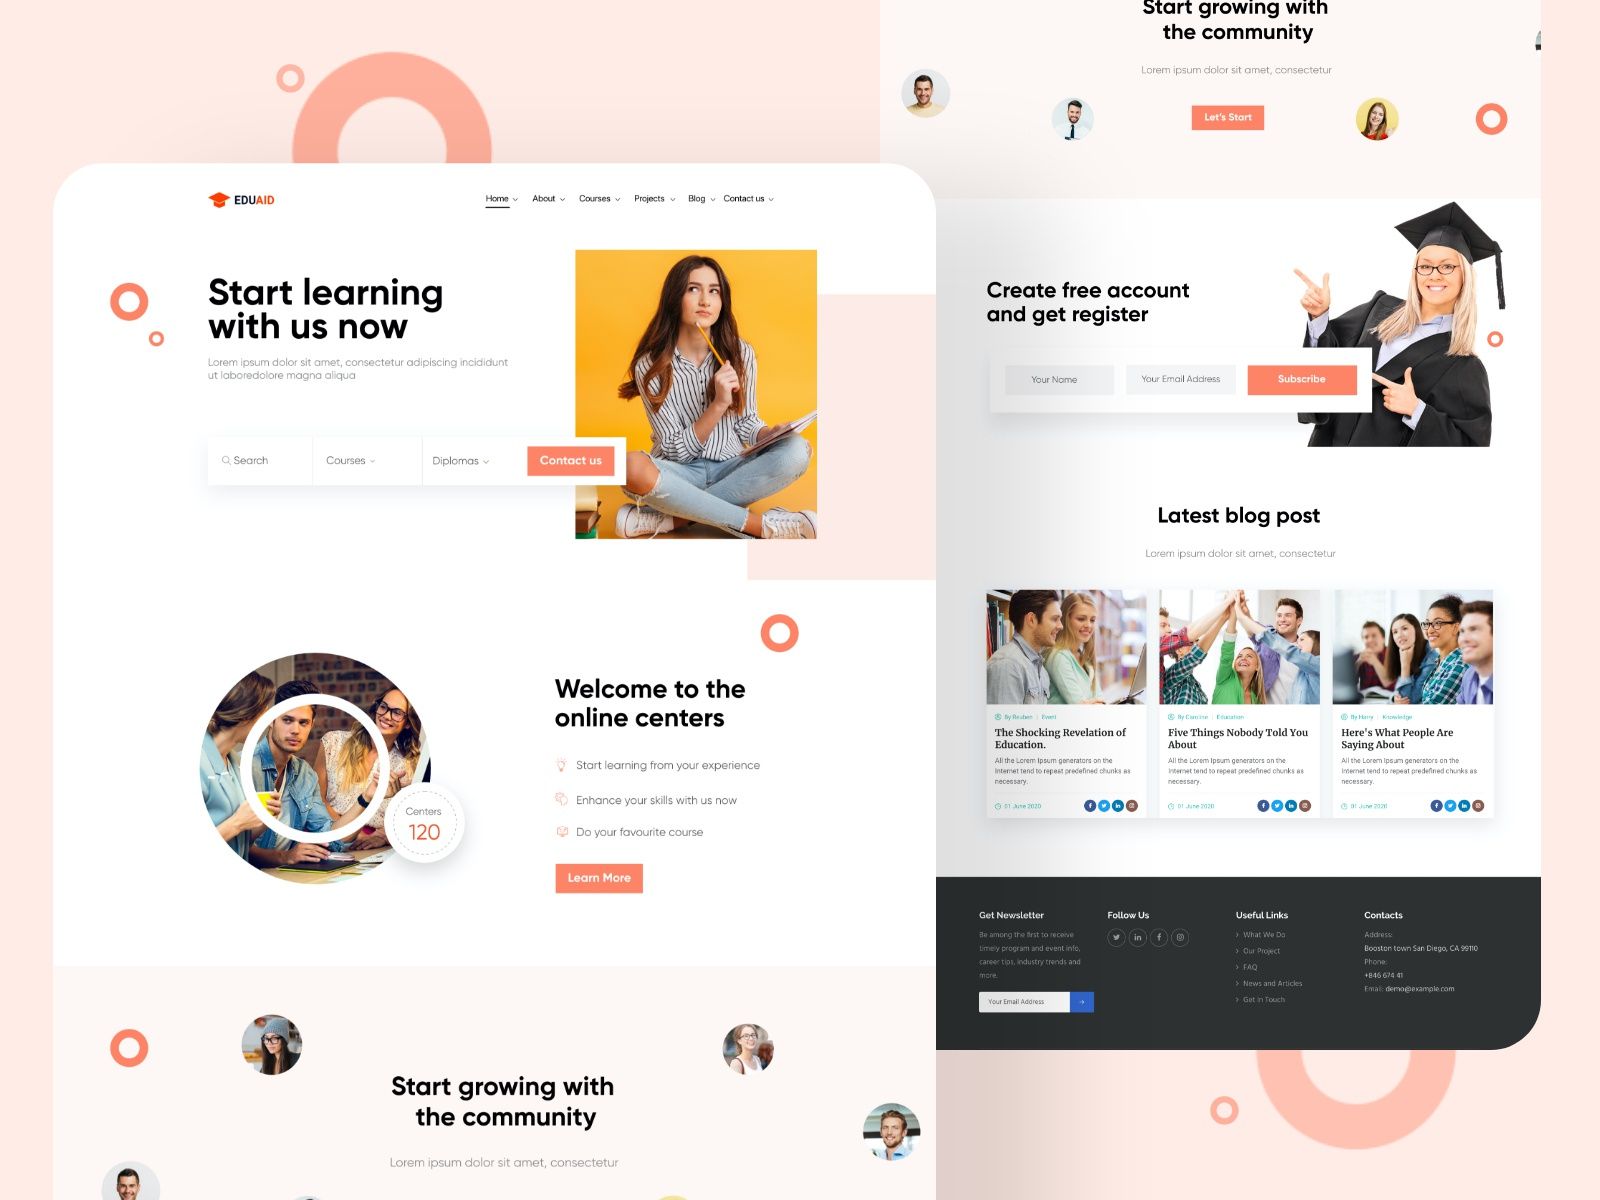 EDUAID
Home
About
Courses
Projects
Blog
Contact us
Start learning
with us now
Lorem ipsum dolor sit amet, consectetur adipiscing incididunt
ut laboredolore magna aliqua
Search
Courses
Diplomas
Contact us
Centers
120
Welcome to the
online centers
Start learning from your experience
Enhance your skills with us now
Do your favourite course
Learn More
Start growing with
the community
Lorem ipsum dolor sit amet, consectetur
Start growing with
the community
Lorem ipsum dolor sit amet, consectetur
Let's Start
Create free account
and get register
Your Name
Your Email Address
Subscribe
Latest blog post
Lorem ipsum dolor sit amet, consectetur
By Reuben | Event
The Shocking Revelation of
Education.
All the Lorem Ipsum generators on the
Internet tend to repeat predefined chunks as
necessary.
01 June 2020
By Caroline | Education
Five Things Nobody Told You
About
All the Lorem Ipsum generators on the
Internet tend to repeat predefined chunks as
necessary.
01 June 2020
By Harry | Knowledge
Here's What People Are
Saying About
All the Lorem Ipsum generators on the
Internet tend to repeat predefined chunks as
necessary.
01 June 2020
Get Newsletter
Be among the first to receive
timely program and event info,
career tips, industry trends and
more.
Your Email Address
Follow Us
Useful Links
What We Do
Our Project
FAQ
News and Articles
Get In Touch
Contacts
Address:
Booston town San Diego, CA 99110
Phone:
+846 674 41
Email: demo@example.com